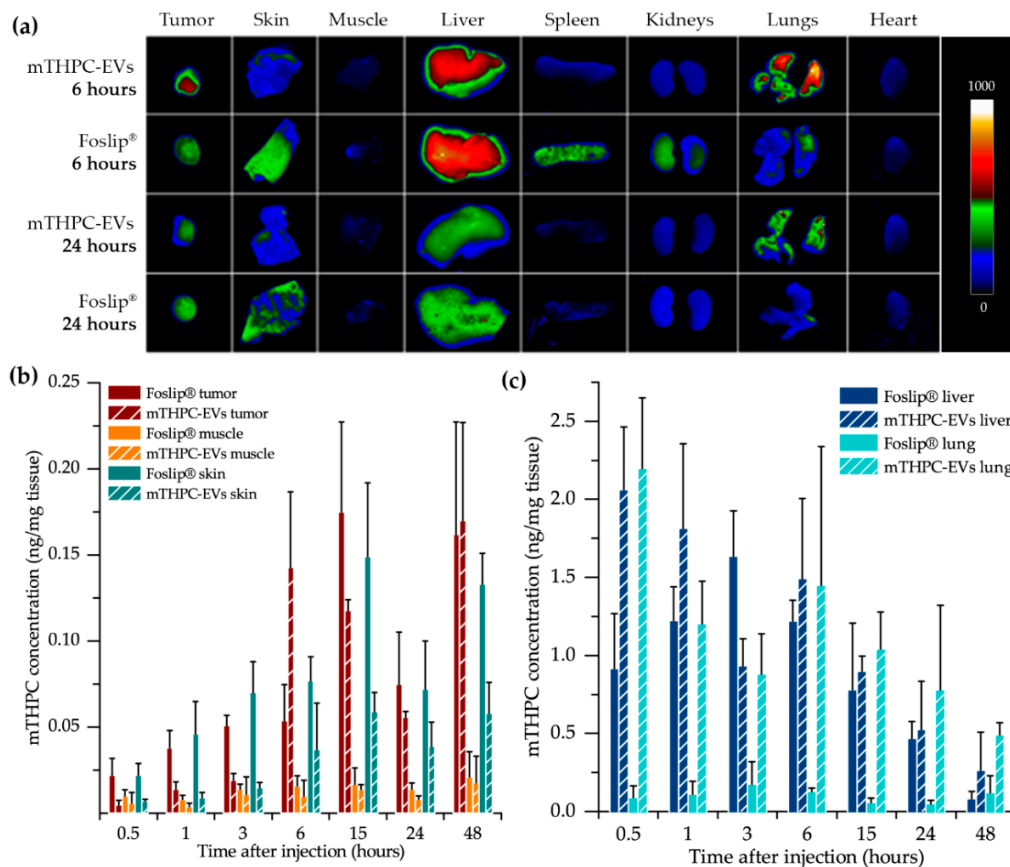 (a)
Tumor Skin Muscle Liver Spleen Kidneys Lungs Heart
mTHPC-EVs
6 hours
Foslip®
6 hours
mTHPC-EVs
24 hours
Foslip®
24 hours
1000
0
(b)
mTHPC concentration (ng/mg tissue)
0.25
0.20
0.15
0.10
0.05
Foslip® tumor
mTHPC-EVs tumor
Foslip® muscle
mTHPC-EVs muscle
Foslip® skin
mTHPC-EVs skin
0.5 1 3 6 15 24 48
Time after injection (hours)
(c)
mTHPC concentration (ng/mg tissue)
2.5
2.0
1.5
1.0
0.5
0.0
Foslip® liver
mTHPC-EVs liver
Foslip® lung
mTHPC-EVs lung
0.5 1 3 6 15 24 48
Time after injection (hours)